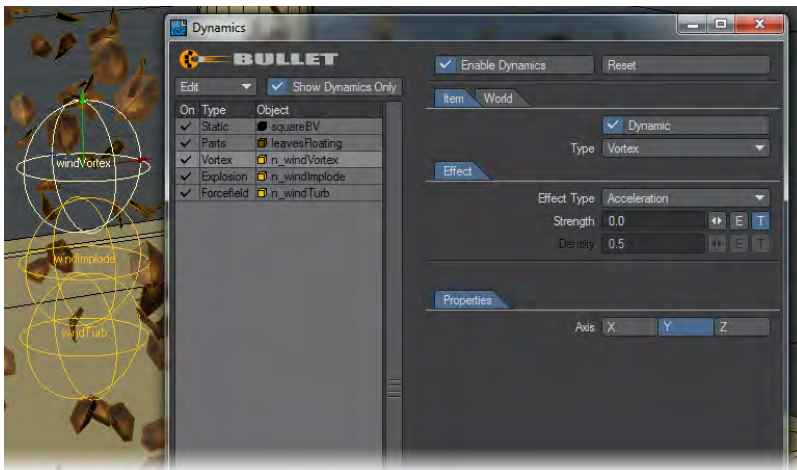 Dynamics
BULLET
Edit
Show Dynamics Only
On Type Object
Static squareBV
Parts leavesFloating
Vortex n_windVortex
Explosion n_windImplode
Forcefield n_windTurb
Enable Dynamics
Reset
Item World
Dynamic
Type Vortex
Effect
Effect Type Acceleration
Strength 0.0 E T
Density 0.5 E T
Properties
Axis X Y Z
windVortex
windImplode
windTurb